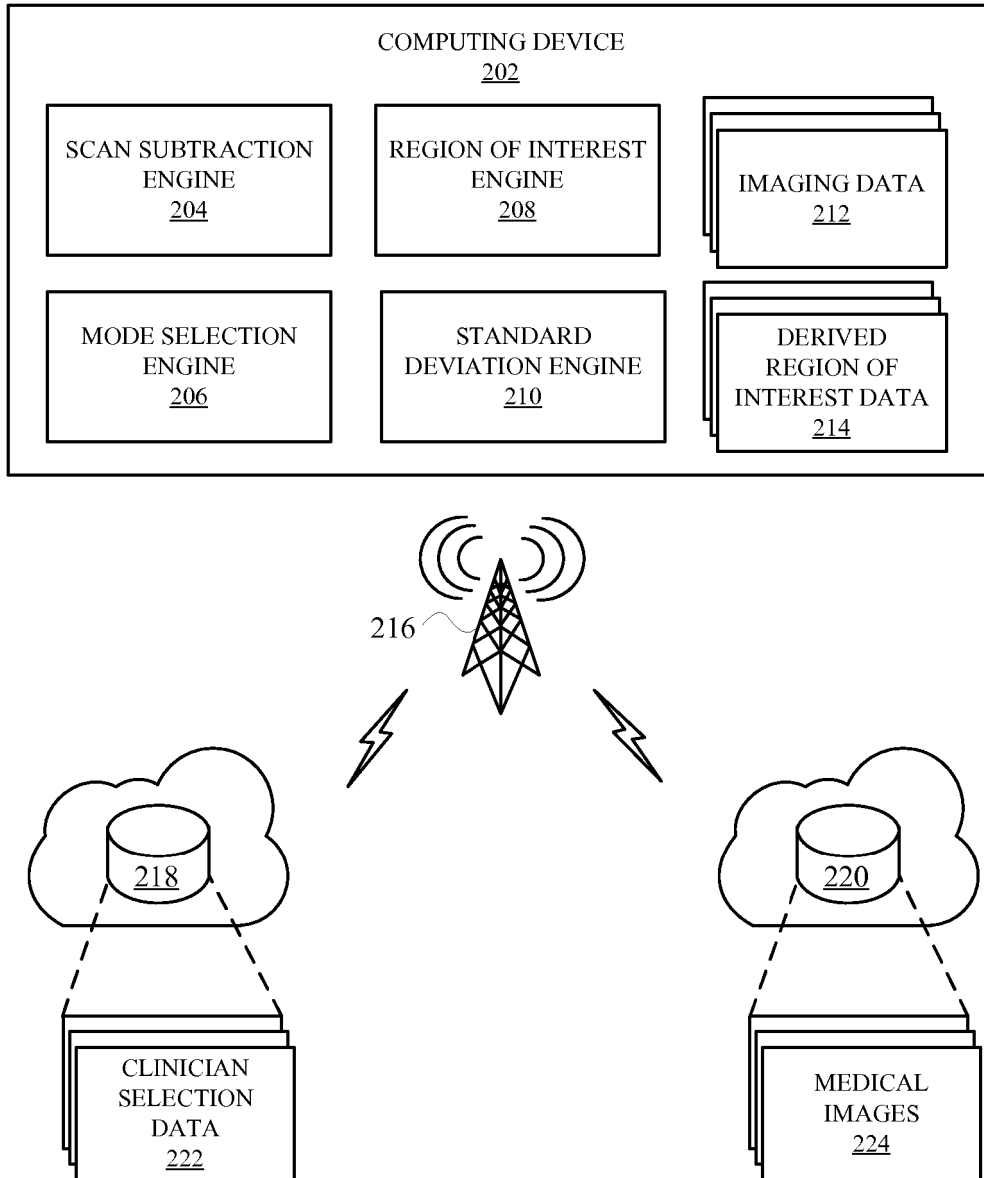 COMPUTING DEVICE
202
SCAN SUBTRACTION
ENGINE
204
REGION OF INTEREST
ENGINE
208
IMAGING DATA
212
MODE SELECTION
ENGINE
206
STANDARD
DEVIATION ENGINE
210
DERIVED
REGION OF
INTEREST DATA
214
216
218
220
CLINICIAN
SELECTION
DATA
222
MEDICAL
IMAGES
224